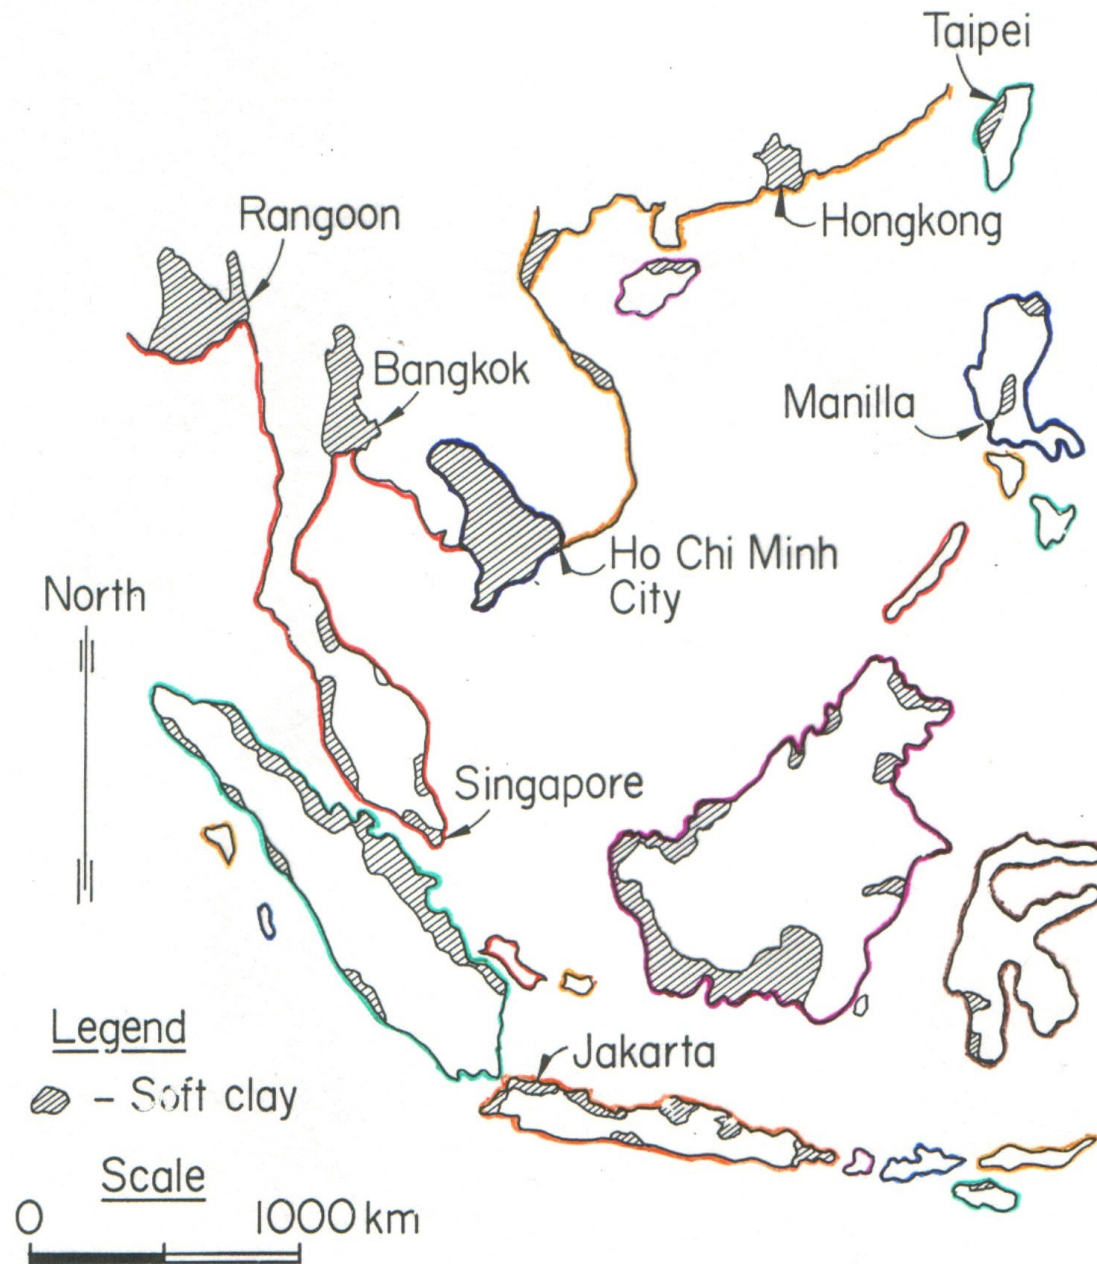 Taipei
Rangoon
Hongkong
Bangkok
Manilla
Ho Chi Minh
City
North
Singapore
Legend
Jakarta
- Soft clay
Scale
0 1000 km